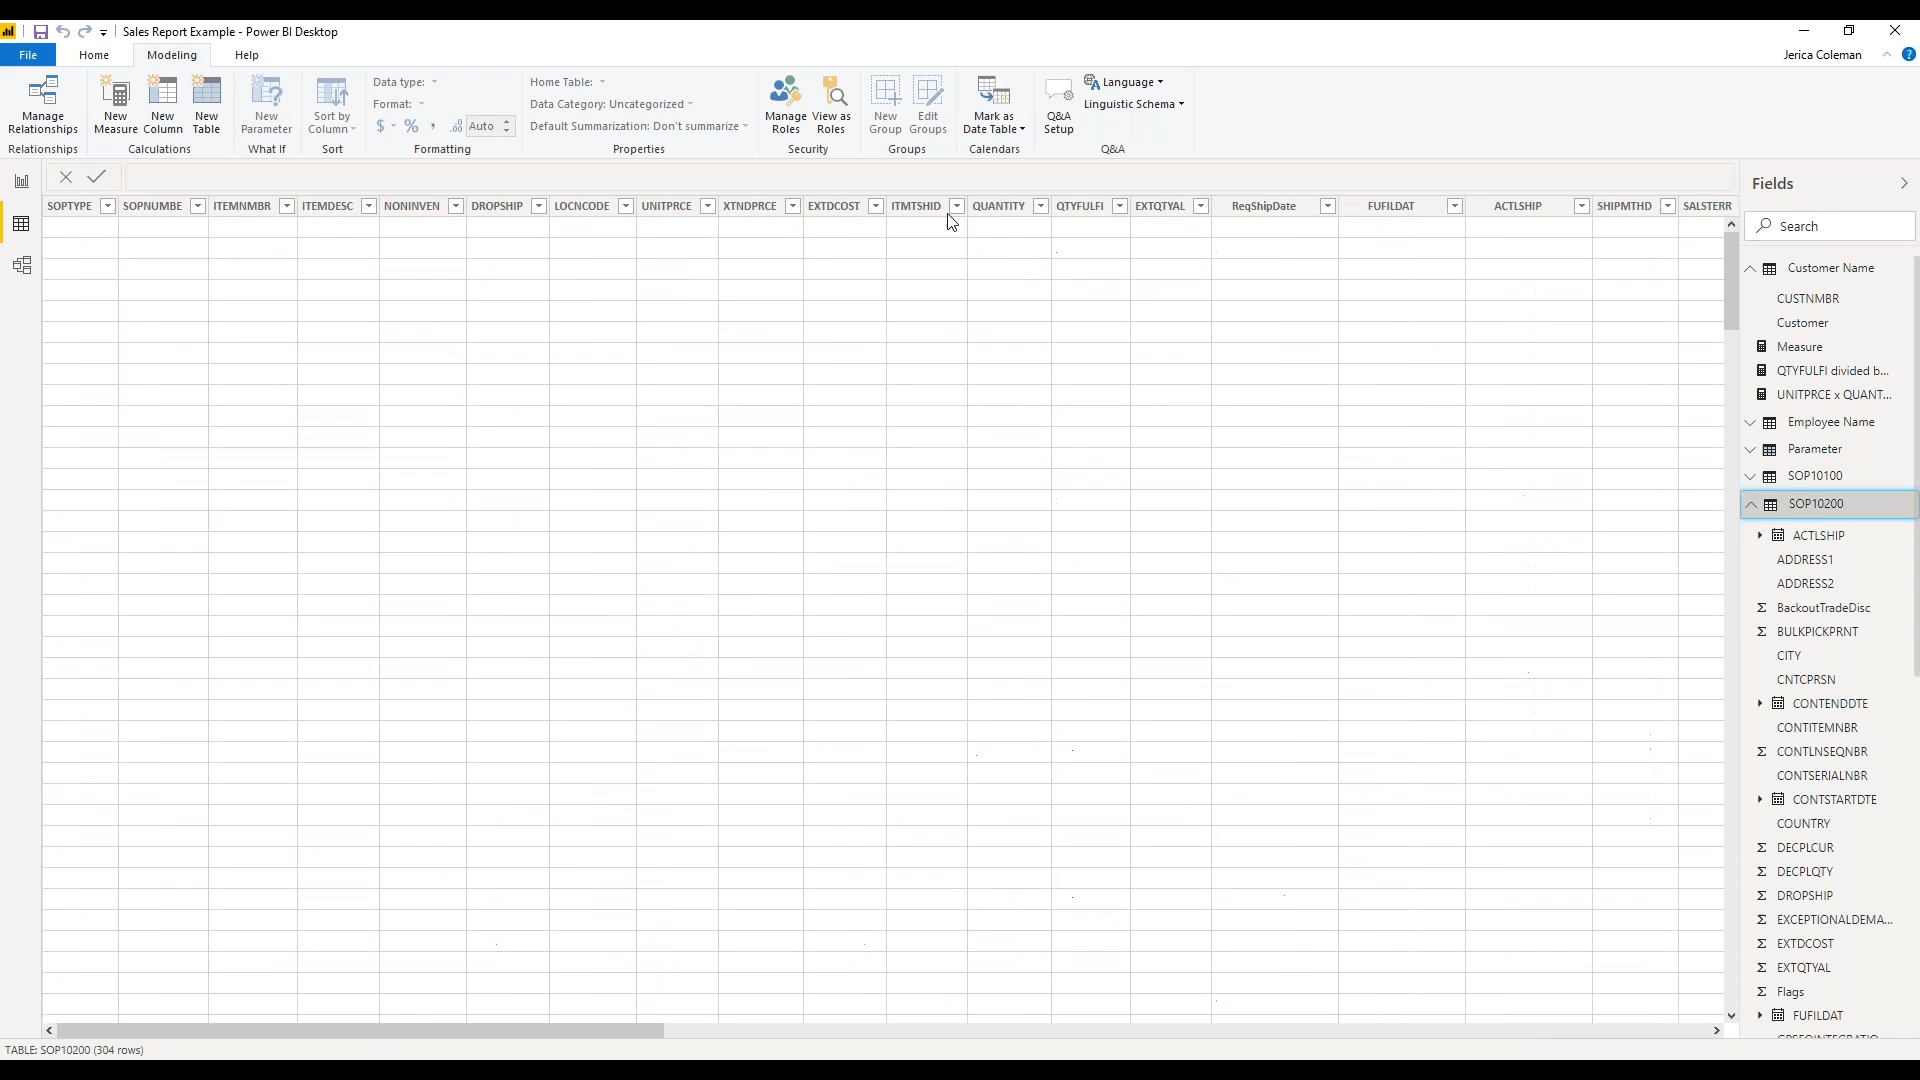 Sales Report Example - Power BI Desktop
File Home Modeling Help Jerica Coleman
Manage Relationships
New Measure
New Column
New Table
New Parameter
Sort by Column
Data type:
Format:
$ % , .00 Auto
Home Table:
Data Category: Uncategorized
Default Summarization: Don't summarize
Manage Roles
View as Roles
New Group
Edit Groups
Mark as Date Table
Q&A Setup
Language
Linguistic Schema
Relationships Calculations What If Sort Formatting Properties Security Groups Calendars Q&A
SOPTYPE SOPNUMBE ITEMNMBR ITEMDESC NONINVEN DROPSHIP LOCNCODE UNITPRCE XTNDPRCE EXTDCOST ITMTSHID QUANTITY QTYFULFI EXTQTYAL ReqShipDate FUFILDAT ACTLSHIP SHIPMTHD SALSTERR
Fields
Search
Customer Name
CUSTNMBR
Customer
Measure
QTYFULFI divided b...
UNITPRCE x QUANT...
Employee Name
Parameter
SOP10100
SOP10200
ACTLSHIP
ADDRESS1
ADDRESS2
BackoutTradeDisc
BULKPICKPRNT
CITY
CNTCPRSN
CONTENDDTE
CONTITEMNBR
CONTLNSEQNBR
CONTSERIALNBR
CONTSTARTDTE
COUNTRY
DECPLCUR
DECPLQTY
DROPSHIP
EXCEPTIONALDEMA...
EXTDCOST
EXTQTYAL
Flags
FUFILDAT
TABLE: SOP10200 (304 rows)